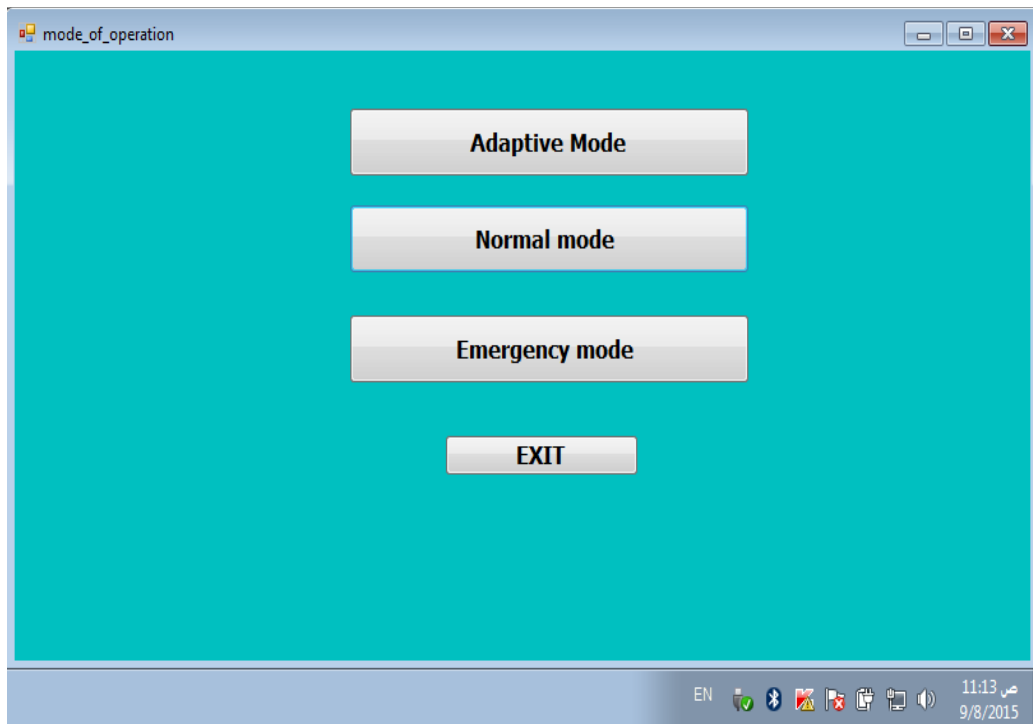 mode_of_operation
Adaptive Mode
Normal mode
Emergency mode
EXIT
EN
11:13 ص
9/8/2015